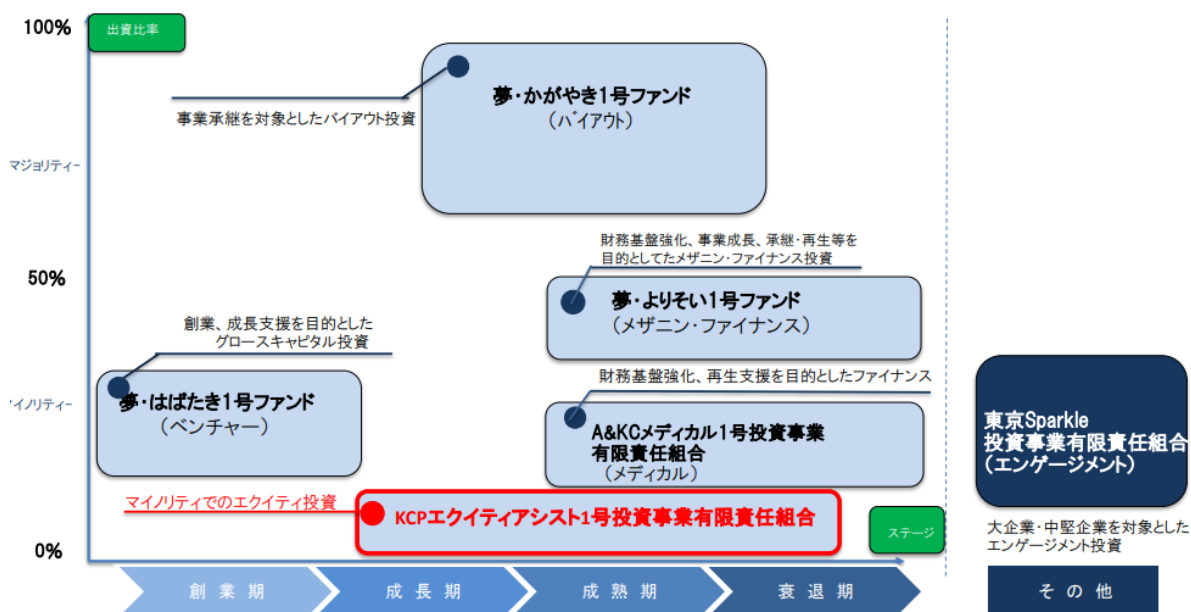 100%
出資比率
夢・かがやき1号ファンド
（バイアウト）
事業承継を対象としたバイアウト投資
マジョリティー
財務基盤強化、事業成長、承継・再生等を
目的としてたメザニン・ファイナンス投資
50%
夢・よりそい1号ファンド
（メザニン・ファイナンス）
創業、成長支援を目的とした
グロースキャピタル投資
財務基盤強化、再生支援を目的としたファイナンス
マイノリティー
夢・はばたき1号ファンド
（ベンチャー）
A&KCメディカル1号投資事業
有限責任組合
（メディカル）
東京Sparkle
投資事業有限責任組合
（エンゲージメント）
マイノリティでのエクイティ投資
KCPエクイティアシスト1号投資事業有限責任組合
ステージ
大企業・中堅企業を対象とした
エンゲージメント投資
0%
創業期
成長期
成熟期
衰退期
その他